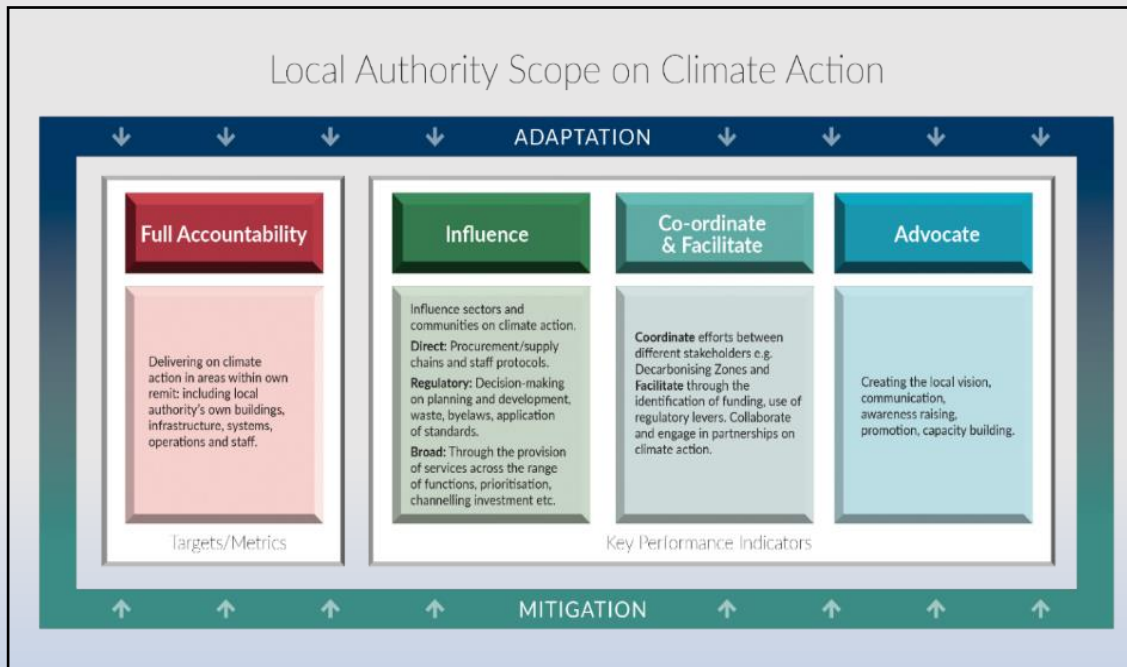 Local Authority Scope on Climate Action
ADAPTATION
Full Accountability
Delivering on climate
action in areas within own
remit: including local
authority's own buildings,
infrastructure, systems,
operations and staff.
Targets/Metrics
Influence
Influence sectors and
communities on climate action.
Direct: Procurement/supply
chains and staff protocols.
Regulatory: Decision-making
on planning and development,
waste, byelaws, application
of standards.
Broad: Through the provision
of services across the range
of functions, prioritisation,
channelling investment etc.
Co-ordinate
& Facilitate
Coordinate efforts between
different stakeholders e.g.
Decarbonising Zones and
Facilitate through the
identification of funding, use of
regulatory levers. Collaborate
and engage in partnerships on
climate action.
Advocate
Creating the local vision,
communication,
awareness raising,
promotion, capacity building.
Key Performance Indicators
MITIGATION